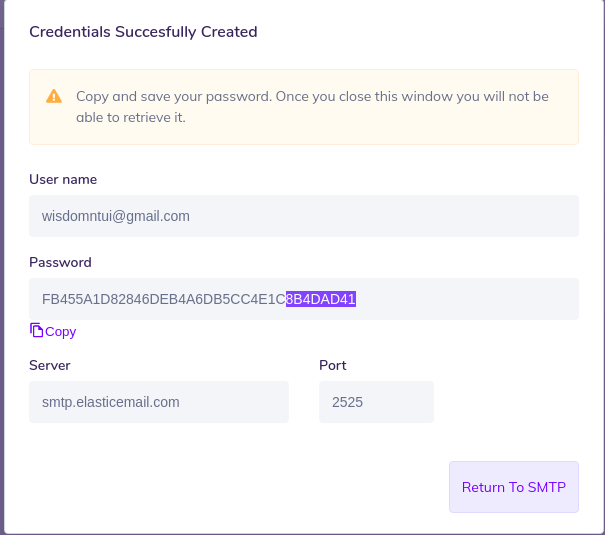 Credentials Succesfully Created
Copy and save your password. Once you close this window you will not be
able to retrieve it.
User name
wisdomntui@gmail.com
Password
FB455A1D82846DEB4A6DB5CC4E1C8B4DAD41
Copy
Server
Port
smtp.elasticemail.com
2525
Return To SMTP